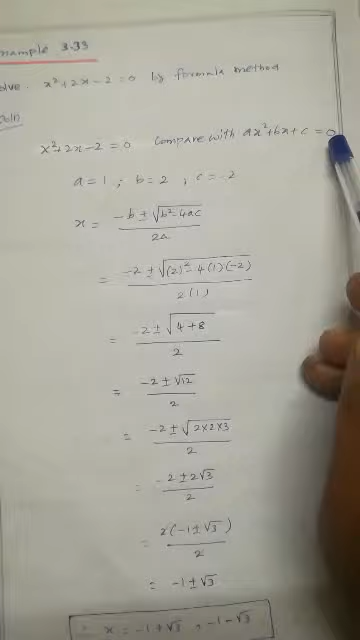 Example 3.33
Solve. x²+2x-2=0 by formula method
Soln
x²+2x-2=0 Compare with ax²+bx+c=0
a=1, b=2, c=-2
x = (-b ± √(b²-4ac)) / 2a
= (-2 ± √((2)²-4(1)(-2))) / 2(1)
= (-2 ± √(4+8)) / 2
= (-2 ± √12) / 2
= (-2 ± √(2×2×3)) / 2
= (-2 ± 2√3) / 2
= 2(-1±√3) / 2
= -1±√3
∴ x = -1+√3, -1-√3